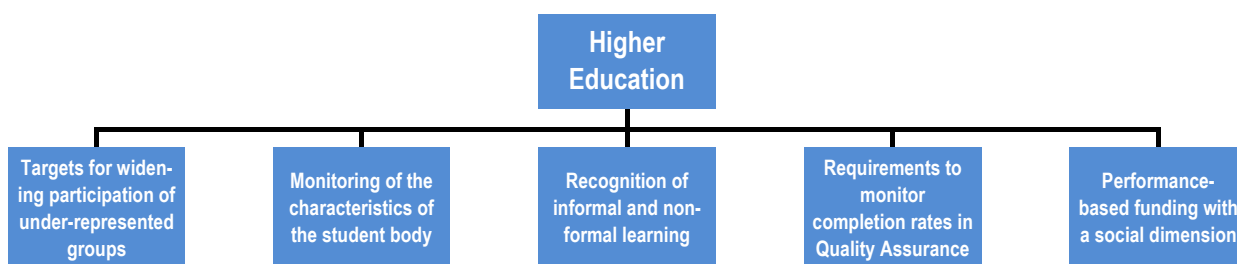 Higher
Education
Targets for widen-
ing participation of
under-represented
groups
Monitoring of the
characteristics of
the student body
Recognition of
informal and non-
formal learning
Requirements to
monitor
completion rates in
Quality Assurance
Performance-
based funding with
a social dimension